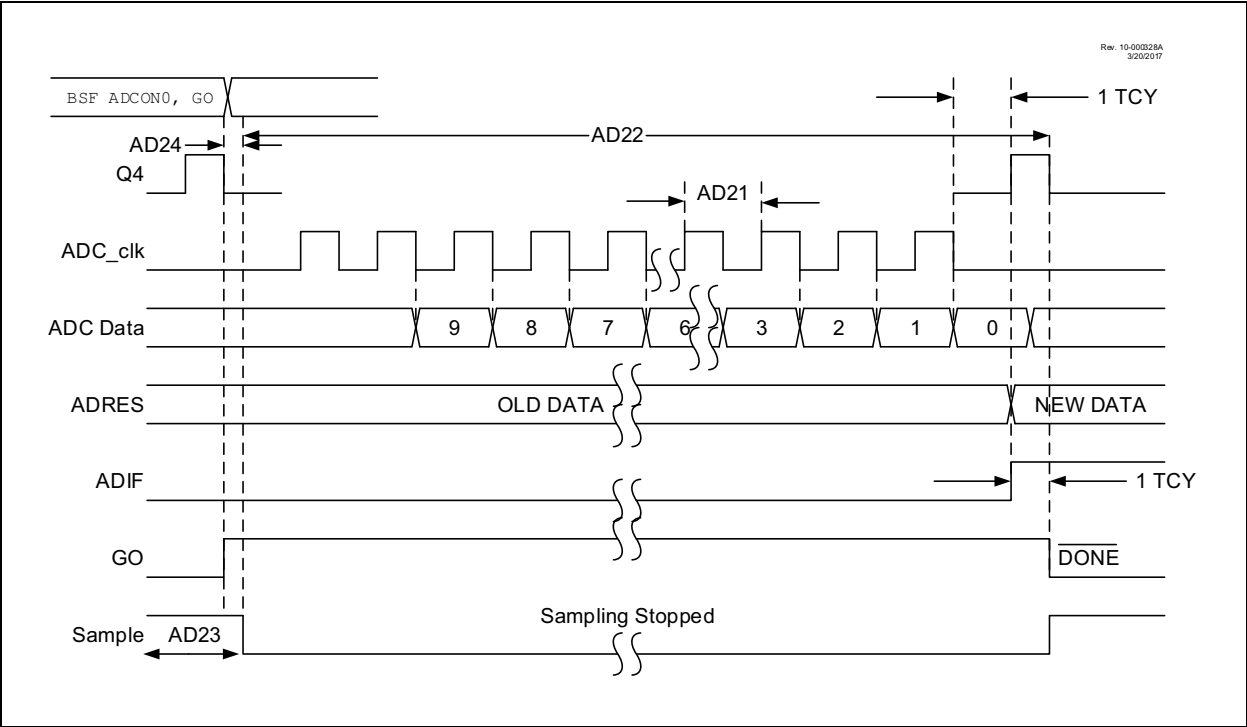 Rev. 10-000328A
3/20/2017
BSF ADCON0, GO
1 TCY
AD22
AD24
Q4
AD21
ADC_clk
ADC Data
9
8
7
6
3
2
1
0
ADRES
OLD DATA
NEW DATA
ADIF
1 TCY
GO
DONE
Sampling Stopped
Sample
AD23